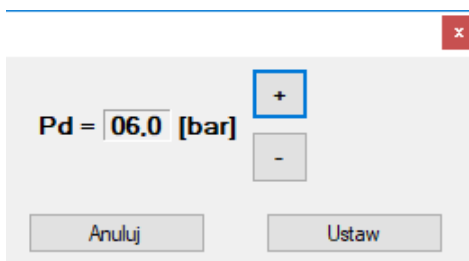 x
+
Pd = 06.0 [bar]
-
Anuluj Ustaw